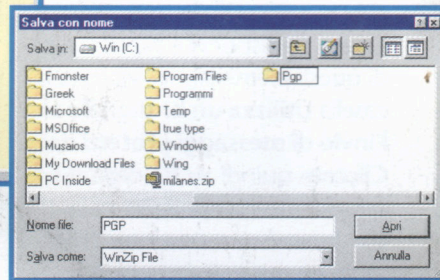 Salva con nome
Salva in: Win (C:)
Fmonster Program Files Pgp
Greek Programmi
Microsoft Temp
MSOffice true type
Musaios Windows
My Download Files Wing
PC Inside milanes.zip
Nome file: PGP Apri
Salva come: WinZip File Annulla